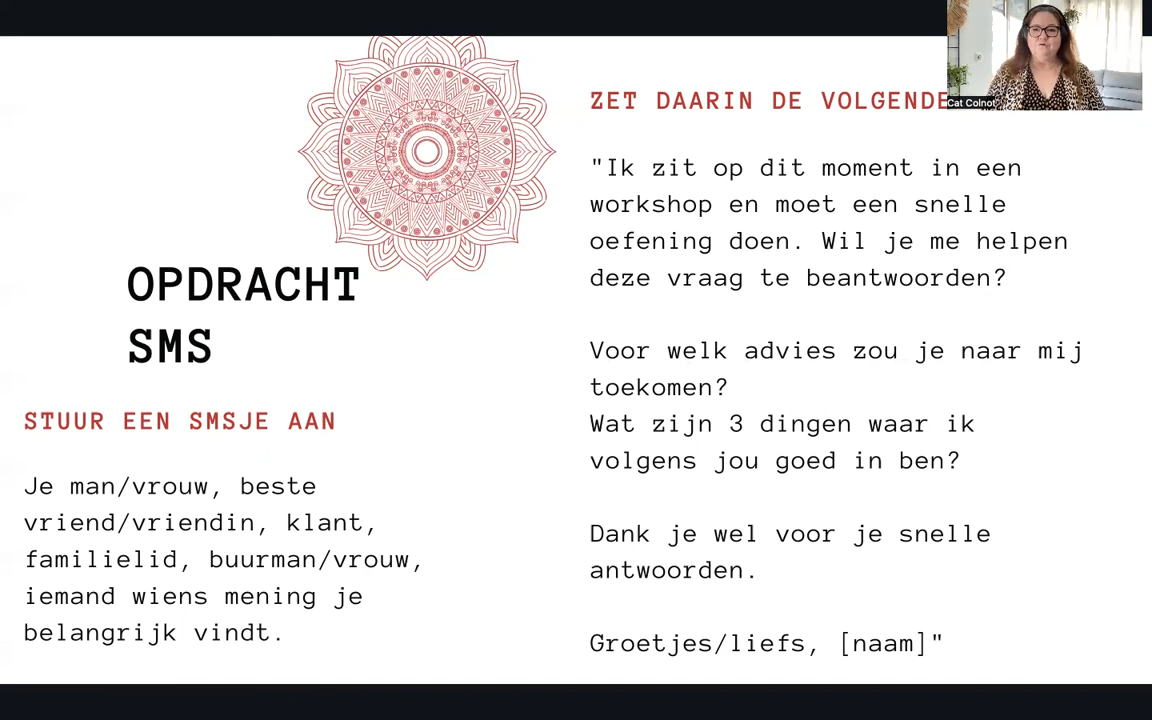 OPDRACHT
SMS
STUUR EEN SMSJE AAN
Je man/vrouw, beste
vriend/vriendin, klant,
familielid, buurman/vrouw,
iemand wiens mening je
belangrijk vindt.
ZET DAARIN DE VOLGENDE
Cat Colnot
"Ik zit op dit moment in een
workshop en moet een snelle
oefening doen. Wil je me helpen
deze vraag te beantwoorden?
Voor welk advies zou je naar mij
toekomen?
Wat zijn 3 dingen waar ik
volgens jou goed in ben?
Dank je wel voor je snelle
antwoorden.
Groetjes/liefs, [naam]"